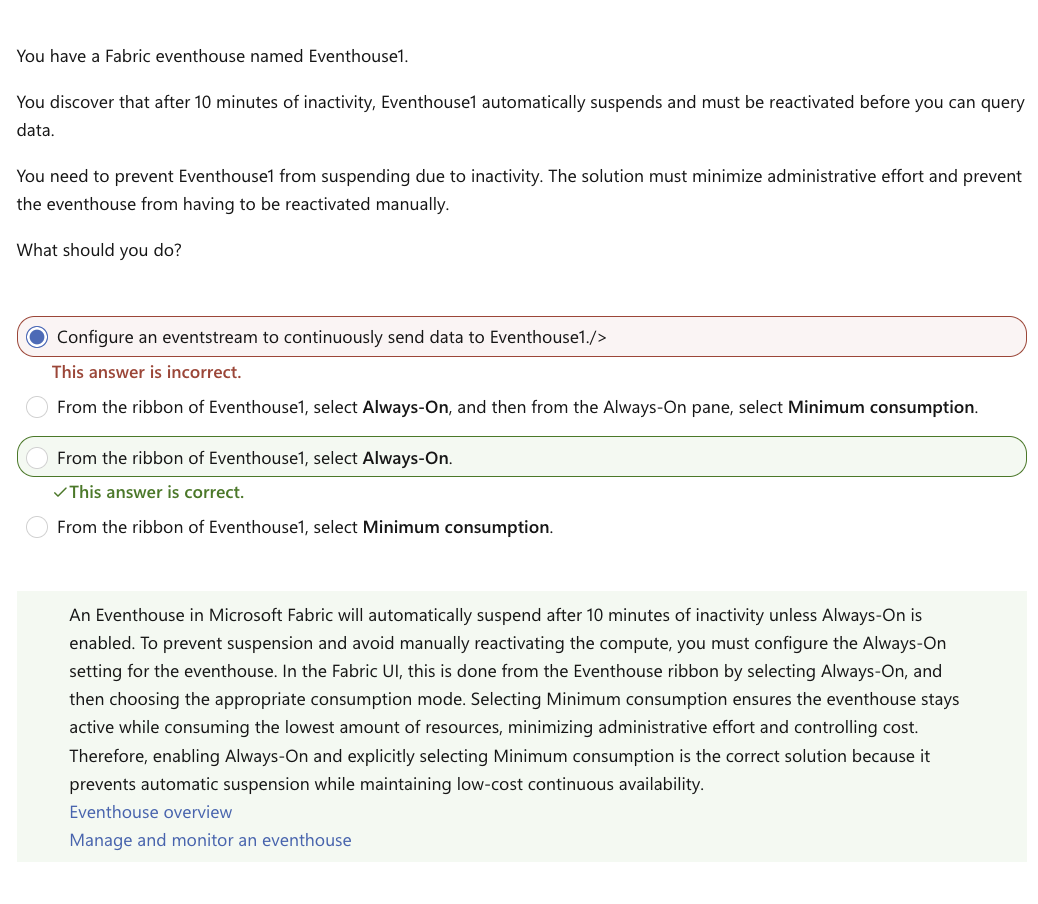 You have a Fabric eventhouse named Eventhouse1.
You discover that after 10 minutes of inactivity, Eventhouse1 automatically suspends and must be reactivated before you can query
data.
You need to prevent Eventhouse1 from suspending due to inactivity. The solution must minimize administrative effort and prevent
the eventhouse from having to be reactivated manually.
What should you do?
Configure an eventstream to continuously send data to Eventhouse1./>
This answer is incorrect.
From the ribbon of Eventhouse1, select Always-On, and then from the Always-On pane, select Minimum consumption.
From the ribbon of Eventhouse1, select Always-On.
✓This answer is correct.
From the ribbon of Eventhouse1, select Minimum consumption.
An Eventhouse in Microsoft Fabric will automatically suspend after 10 minutes of inactivity unless Always-On is
enabled. To prevent suspension and avoid manually reactivating the compute, you must configure the Always-On
setting for the eventhouse. In the Fabric UI, this is done from the Eventhouse ribbon by selecting Always-On, and
then choosing the appropriate consumption mode. Selecting Minimum consumption ensures the eventhouse stays
active while consuming the lowest amount of resources, minimizing administrative effort and controlling cost.
Therefore, enabling Always-On and explicitly selecting Minimum consumption is the correct solution because it
prevents automatic suspension while maintaining low-cost continuous availability.
Eventhouse overview
Manage and monitor an eventhouse